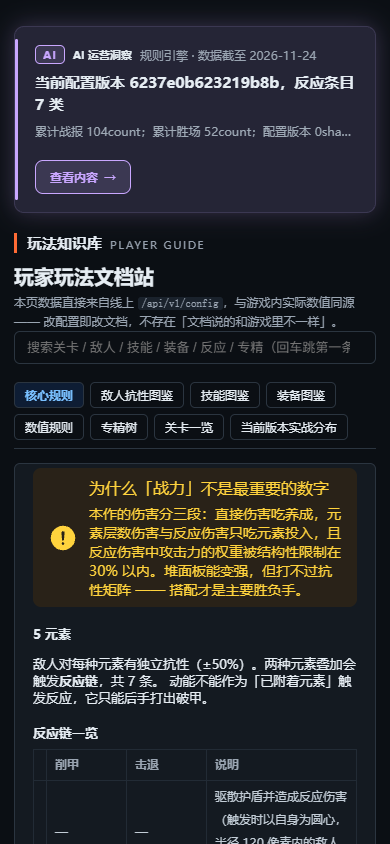 AI AI 运营洞察 规则引擎 · 数据截至 2026-11-24
当前配置版本 6237e0b623219b8b，反应条目
7 类
累计战报 104count；累计胜场 52count；配置版本 0sha...
查看内容 →
玩法知识库 PLAYER GUIDE
玩家玩法文档站
本页数据直接来自线上 /api/v1/config，与游戏内实际数值同源
—— 改配置即改文档，不存在「文档说的和游戏里不一样」。
搜索关卡 / 敌人 / 技能 / 装备 / 反应 / 专精（回车跳第一条
核心规则 敌人抗性图鉴 技能图鉴 装备图鉴
数值规则 专精树 关卡一览 当前版本实战分布
为什么「战力」不是最重要的数字
本作的伤害分三段：直接伤害吃养成，元
素层数伤害与反应伤害只吃元素投入，且
反应伤害中攻击力的权重被结构性限制在
30% 以内。堆面板能变强，但打不过抗
性矩阵 —— 搭配才是主要胜负手。
5 元素
敌人对每种元素有独立抗性（±50%）。两种元素叠加会
触发反应链，共 7 条。 动能不能作为「已附着元素」触
发反应，它只能后手打出破甲。
反应链一览
削甲 击退 说明
驱散护盾并造成反应伤害
（触发时以自身为圆心，
— —
半径 120 像素内的敌人